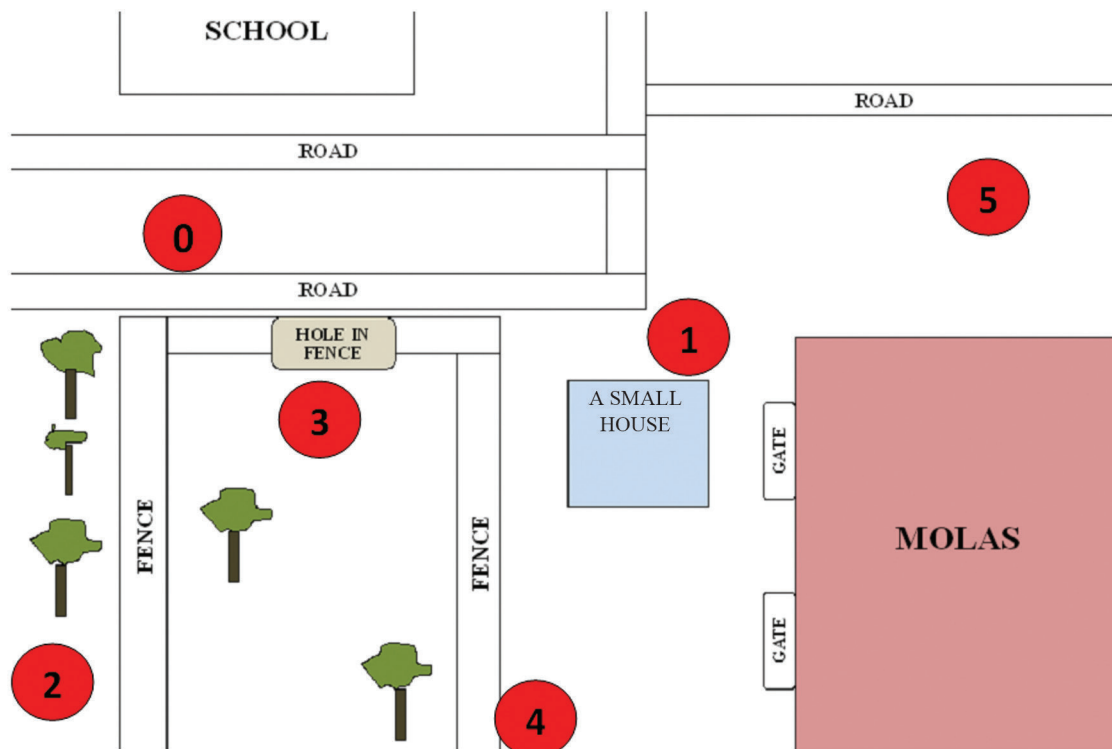 SCHOOL
ROAD
ROAD
0
5
ROAD
HOLE IN
FENCE
1
3
A SMALL
HOUSE
GATE
FENCE
FENCE
MOLAS
GATE
2
4